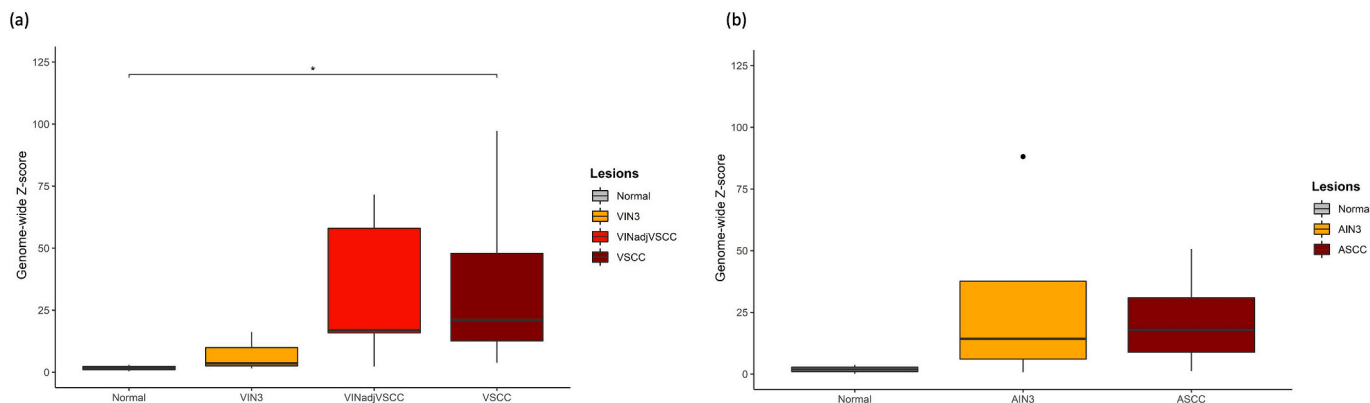 (a)
125
100
75
50
25
0
Genome-wide Z-score
*
Normal
VIN3
VINadjVSCC
VSCC
Lesions
Normal
VIN3
VINadjVSCC
VSCC
(b)
125
100
75
50
25
0
Genome-wide Z-score
Normal
AIN3
ASCC
Lesions
Normal
AIN3
ASCC